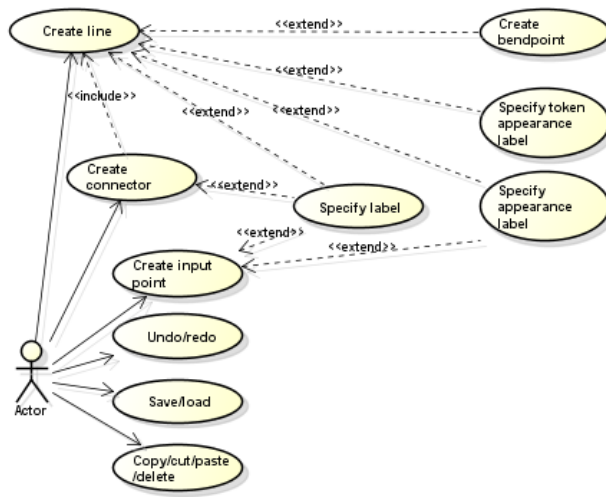 Create line
<<extend>>
Create
bendpoint
<<extend>>
<<include>>
<<extend>>
<<extend>>
Specify token
appearance
label
Create
connector
<<extend>>
Specify label
Specify
appearance
label
<<extend>>
<<extend>>
Create input
point
Undo/redo
Save/load
Actor
Copy/cut/paste
/delete